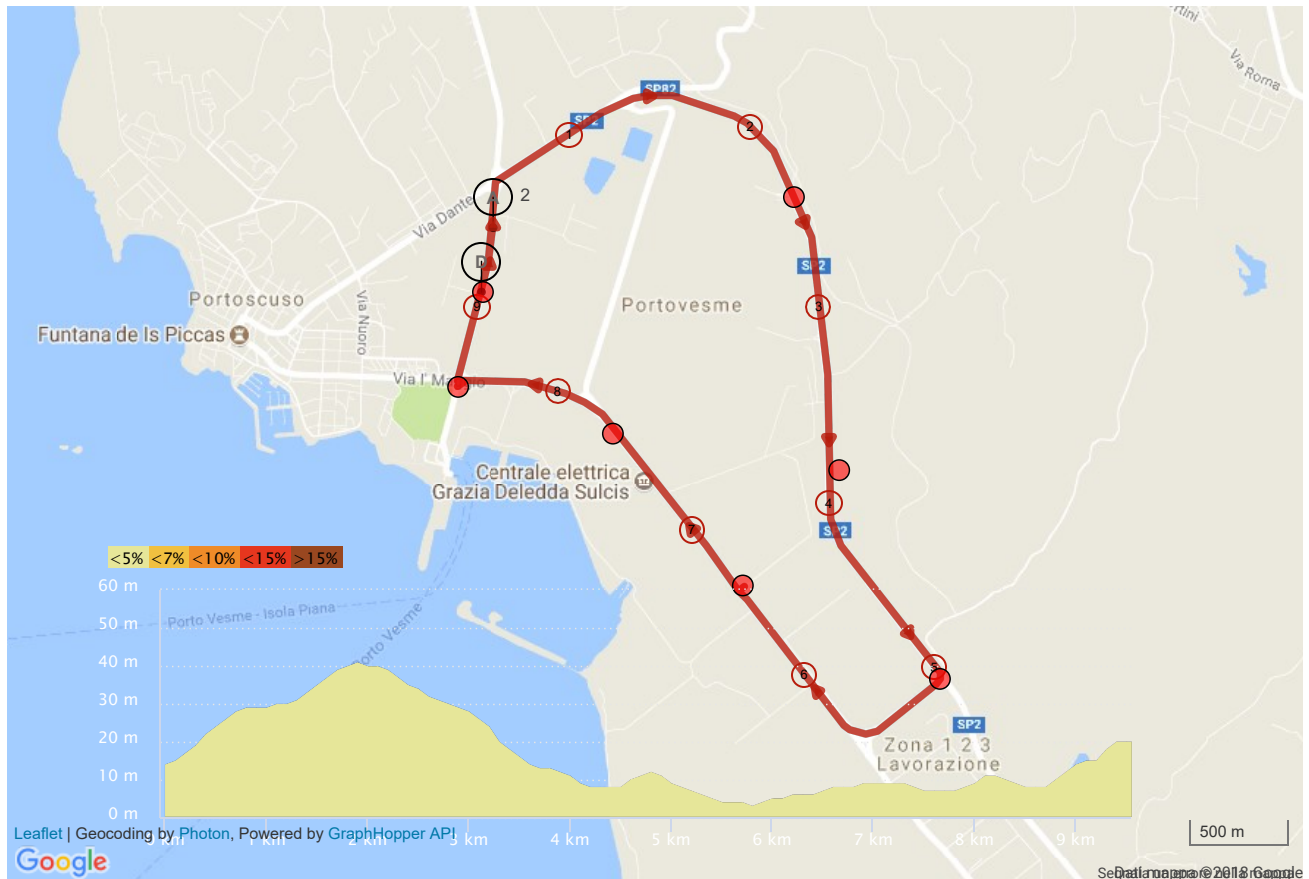 Via Roma
SP82
SP2
1
2
A
2
Via Dante
D
SP2
Portoscuso
Via Nuoro
Portovesme
3
9
Funtana de Is Piccas
8
Centrale elettrica
Grazia Deledda Sulcis
4
7
SP2
<5% <7% <10% <15% >15%
60 m
Porto Vesme - Isola Piana
Porto Vesme
50 m
40 m
5
6
30 m
SP2
20 m
Zona 1 2 3
Lavorazione
10 m
0 m
Leaflet | Geocoding by Photon, Powered by GraphHopper API
2 km 3 km 4 km 5 km 6 km 7 km 8 km 9 km
500 m
Google